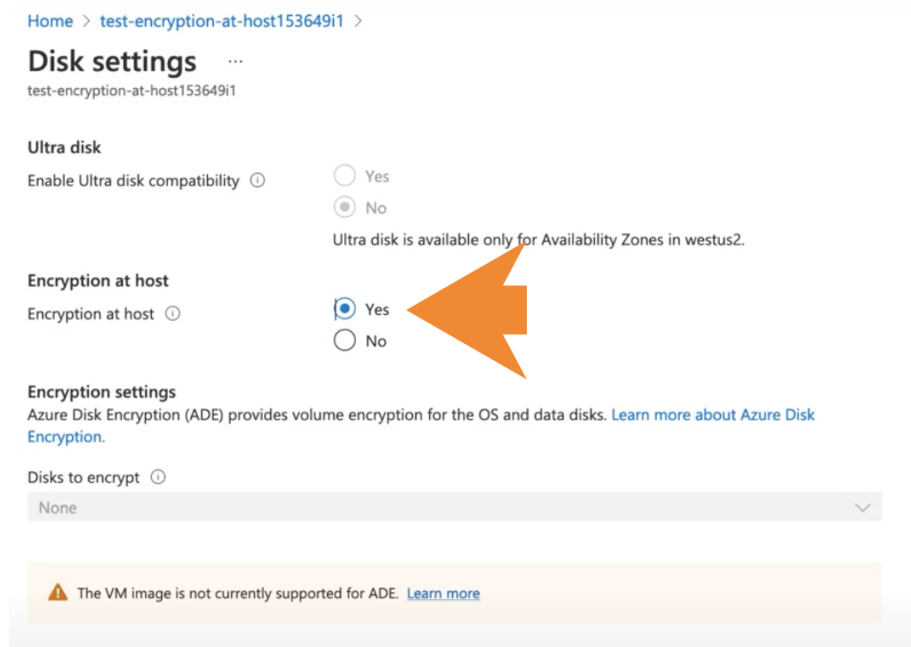 Home > test-encryption-at-host153649i1 >
Disk settings ...
test-encryption-at-host153649i1
Ultra disk
Enable Ultra disk compatibility
Yes
No
Ultra disk is available only for Availability Zones in westus2.
Encryption at host
Encryption at host
Yes
No
Encryption settings
Azure Disk Encryption (ADE) provides volume encryption for the OS and data disks. Learn more about Azure Disk
Encryption.
Disks to encrypt
None
The VM image is not currently supported for ADE. Learn more